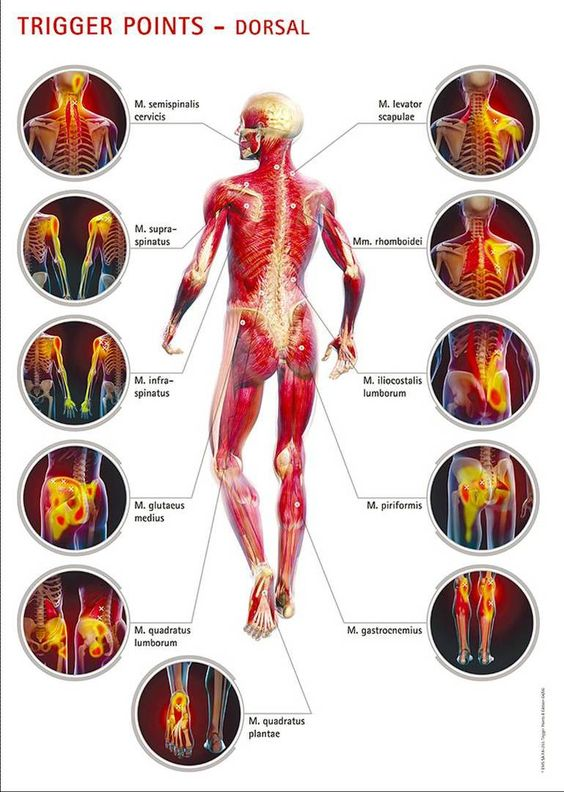 TRIGGER POINTS – DORSAL
M. semispinalis
cervicis
M. levator
scapulae
M. supra-
spinatus
Mm. rhomboidei
M. infra-
spinatus
M. iliocostalis
lumborum
M. glutaeus
medius
M. piriformis
M. quadratus
lumborum
M. gastrocnemius
M. quadratus
plantae